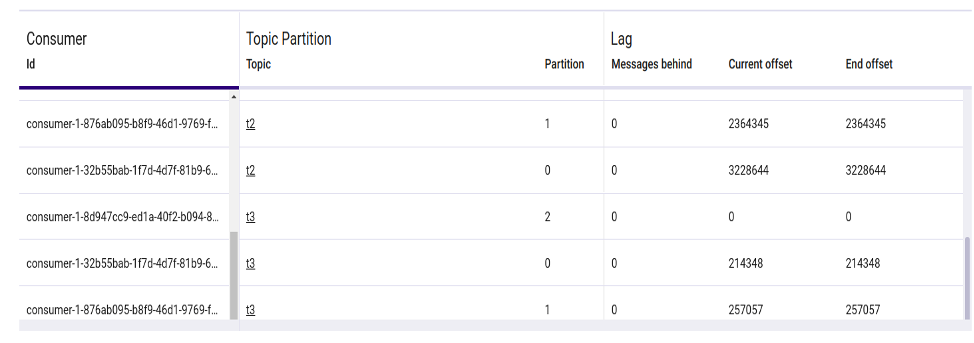 Consumer Topic Partition Lag
Id Topic Partition Messages behind Current offset End offset
consumer-1-876ab095-b8f9-46d1-9769-f... t2 1 0 2364345 2364345
consumer-1-32b55bab-1f7d-4d7f-81b9-6... t2 0 0 3228644 3228644
consumer-1-8d947cc9-ed1a-40f2-b094-8... t3 2 0 0 0
consumer-1-32b55bab-1f7d-4d7f-81b9-6... t3 0 0 214348 214348
consumer-1-876ab095-b8f9-46d1-9769-f... t3 1 0 257057 257057